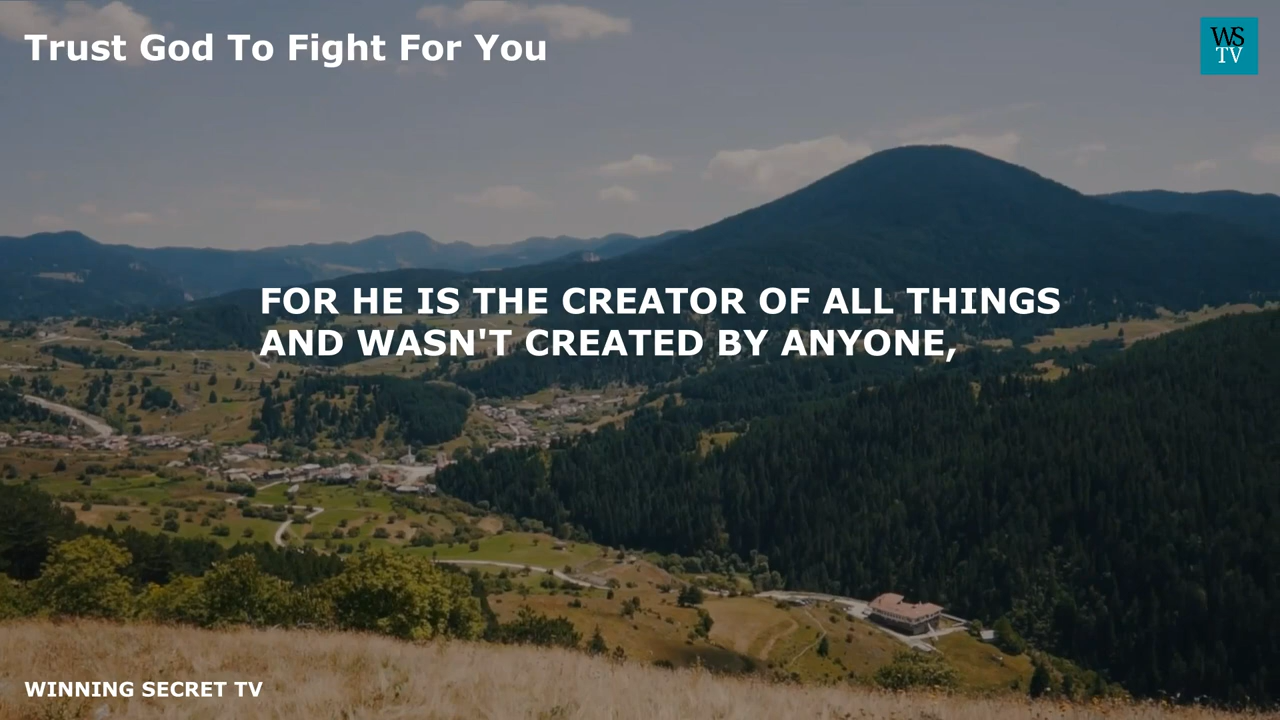 Trust God To Fight For You
WS
TV
FOR HE IS THE CREATOR OF ALL THINGS
AND WASN'T CREATED BY ANYONE,
WINNING SECRET TV